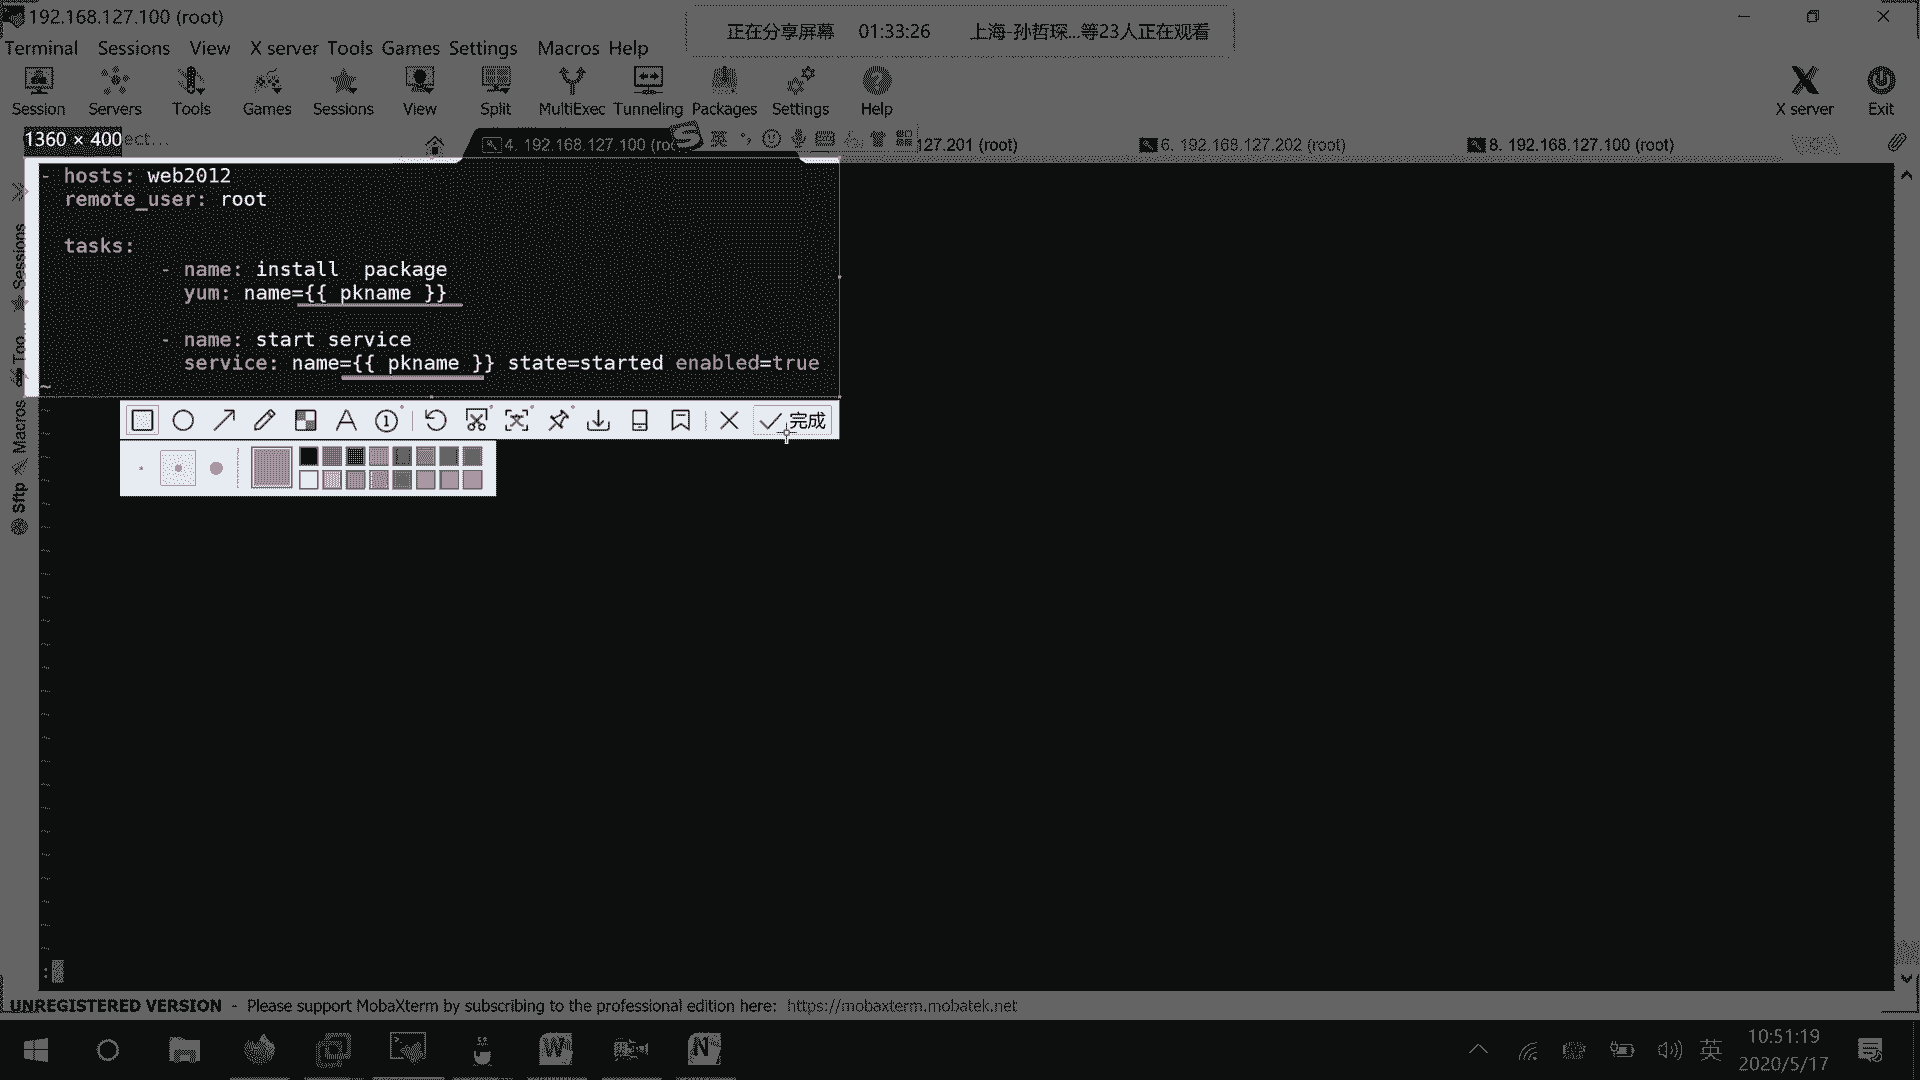 192.168.127.100 (root)
正在分享屏幕 01:33:26 上海-孙哲琛...等23人正在观看
Terminal Sessions View X server Tools Games Settings Macros Help
Session Servers Tools Games Sessions View Split MultiExec Tunneling Packages Settings Help X server Exit
1360 × 400 ect...
4. 192.168.127.100 (roo 英 127.201 (root) 6. 192.168.127.202 (root) 8. 192.168.127.100 (root)
- hosts: web2012
remote_user: root
tasks:
- name: install  package
yum: name={{ pkname }}
- name: start service
service: name={{ pkname }} state=started enabled=true
~
完成
Sessions
Too...
Macros
Sftp
:
UNREGISTERED VERSION - Please support MobaXterm by subscribing to the professional edition here: https://mobaxterm.mobatek.net
英
10:51:19
2020/5/17